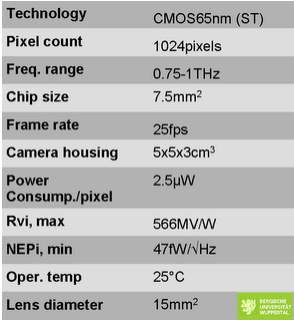 Technology CMOS65nm (ST)
Pixel count 1024pixels
Freq. range 0.75-1THz
Chip size 7.5mm²
Frame rate 25fps
Camera housing 5x5x3cm³
Power
Consump./pixel 2.5µW
Rvi, max 566MV/W
NEPi, min 47fW/√Hz
Oper. temp 25°C
Lens diameter 15mm²
BERGISCHE
UNIVERSITÄT
WUPPERTAL